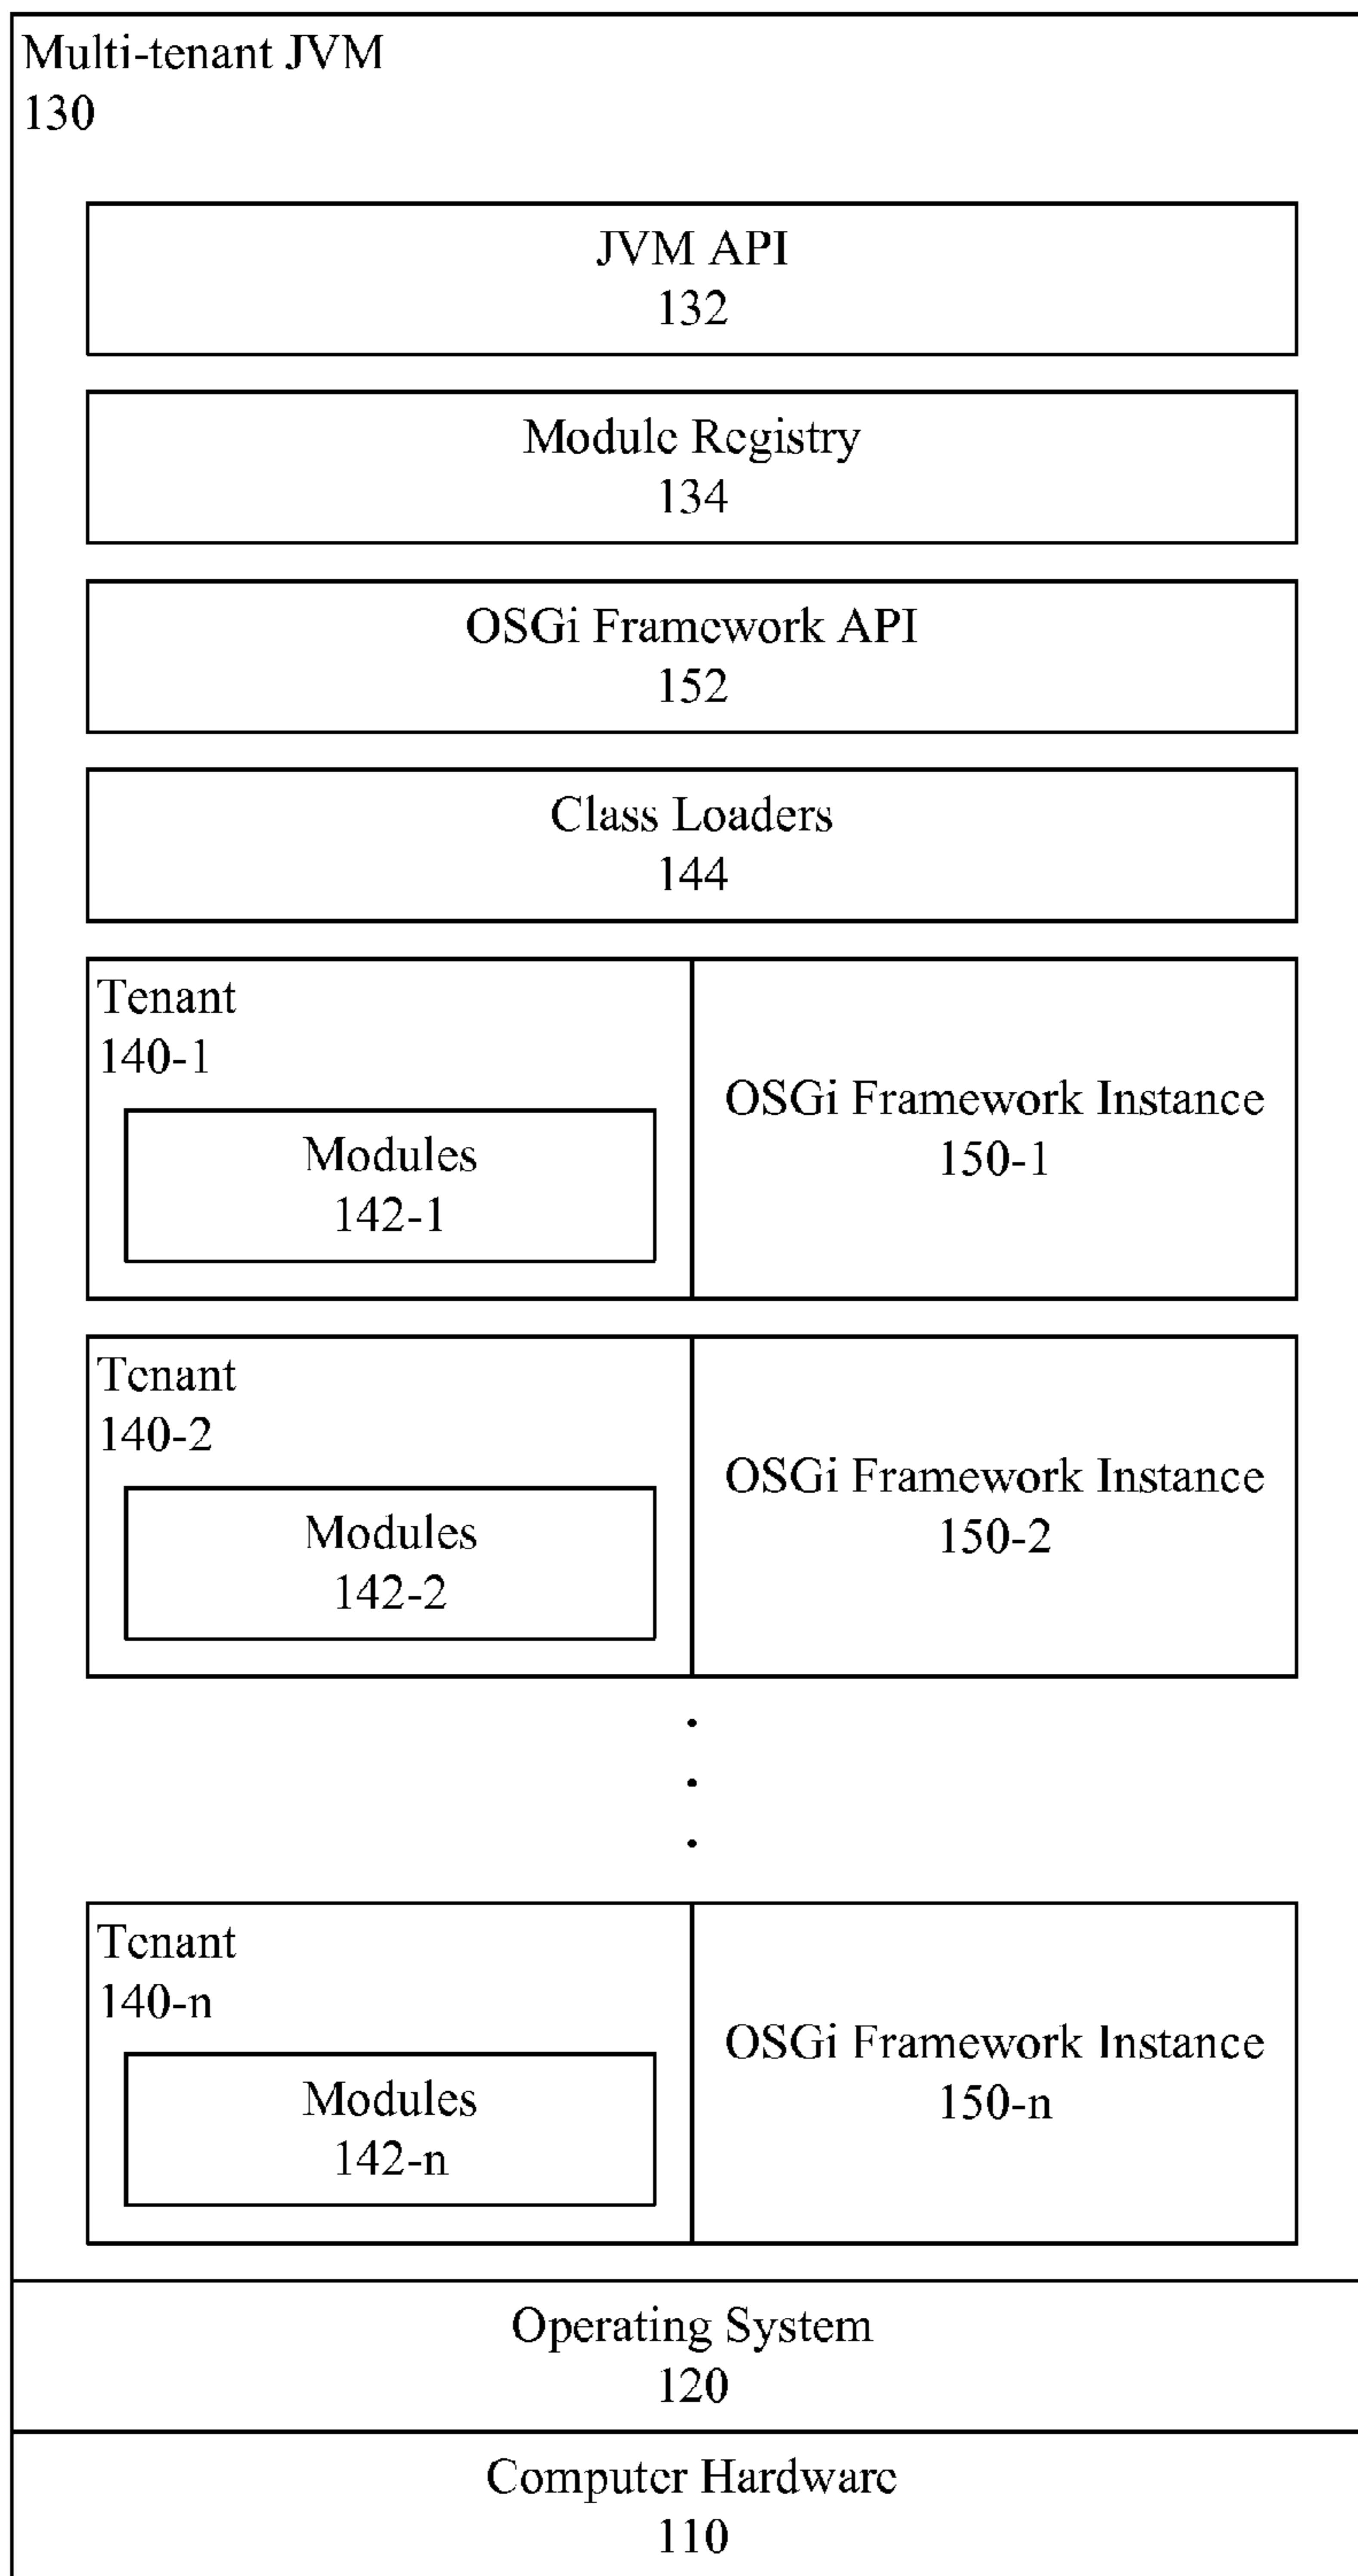 Multi-tenant JVM
130
JVM API
132
Module Registry
134
OSGi Framework API
152
Class Loaders
144
Tenant
140-1
Modules
142-1
OSGi Framework Instance
150-1
Tenant
140-2
Modules
142-2
OSGi Framework Instance
150-2
Tenant
140-n
Modules
142-n
OSGi Framework Instance
150-n
Operating System
120
Computer Hardware
110